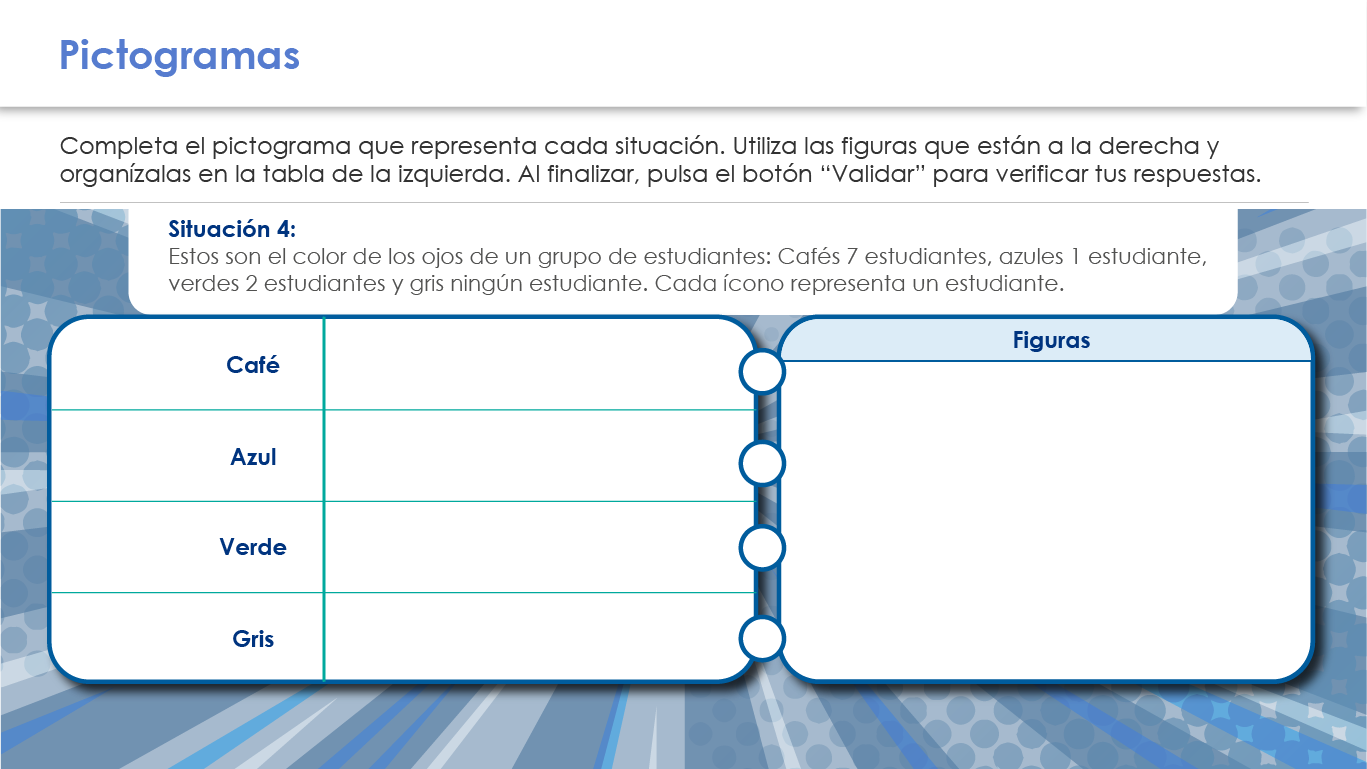 Pictogramas
Completa el pictograma que representa cada situación. Utiliza las figuras que están a la derecha y
organízalas en la tabla de la izquierda. Al finalizar, pulsa el botón “Validar” para verificar tus respuestas.
Situación 4:
Estos son el color de los ojos de un grupo de estudiantes: Cafés 7 estudiantes, azules 1 estudiante,
verdes 2 estudiantes y gris ningún estudiante. Cada ícono representa un estudiante.
Café
Azul
Verde
Gris
Figuras